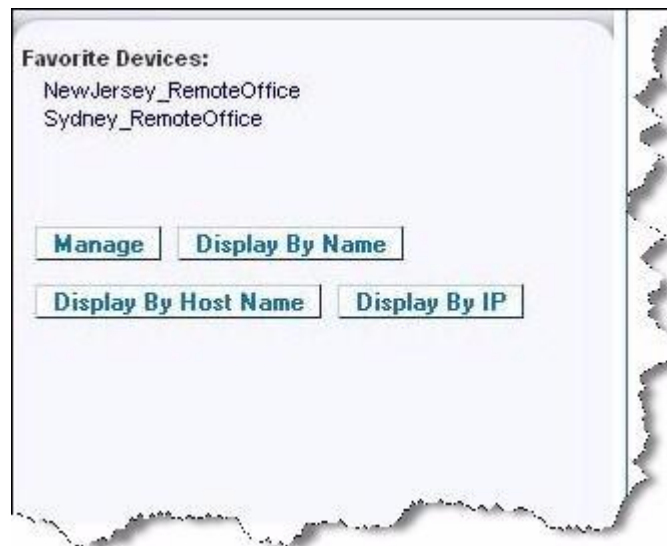 Favorite Devices:
NewJersey_RemoteOffice
Sydney_RemoteOffice
Manage Display By Name
Display By Host Name Display By IP